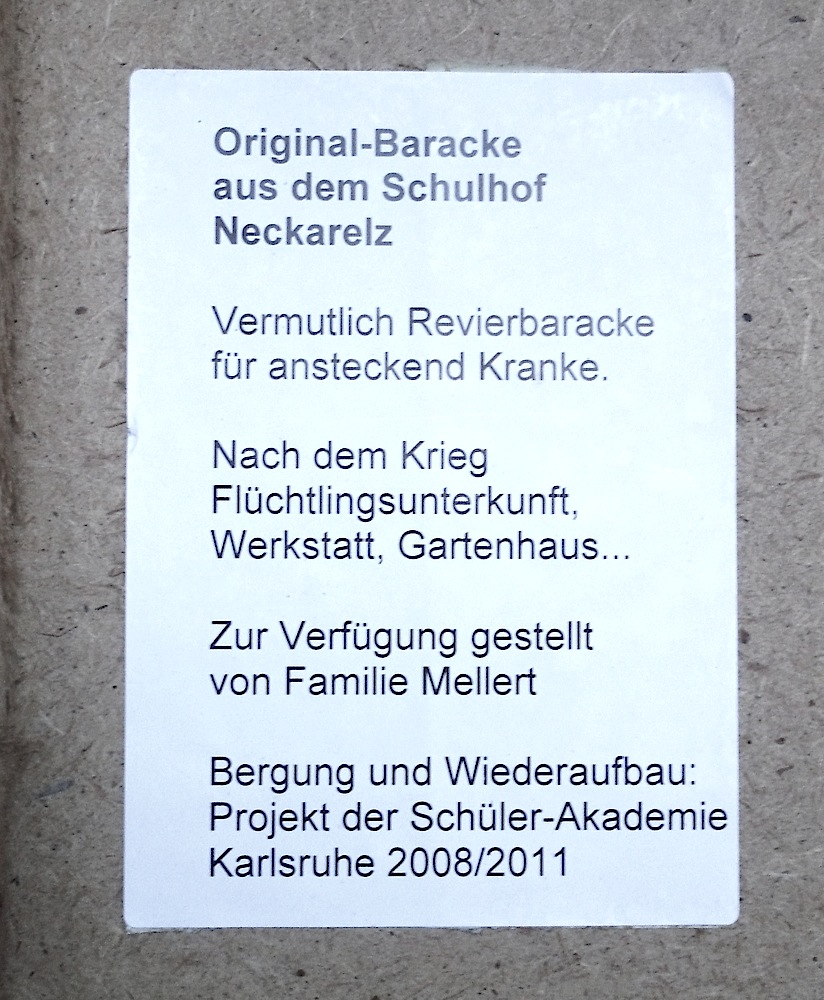 Original-Baracke
aus dem Schulhof
Neckarelz
Vermutlich Revierbaracke
für ansteckend Kranke.
Nach dem Krieg
Flüchtlingsunterkunft,
Werkstatt, Gartenhaus...
Zur Verfügung gestellt
von Familie Mellert
Bergung und Wiederaufbau:
Projekt der Schüler-Akademie
Karlsruhe 2008/2011